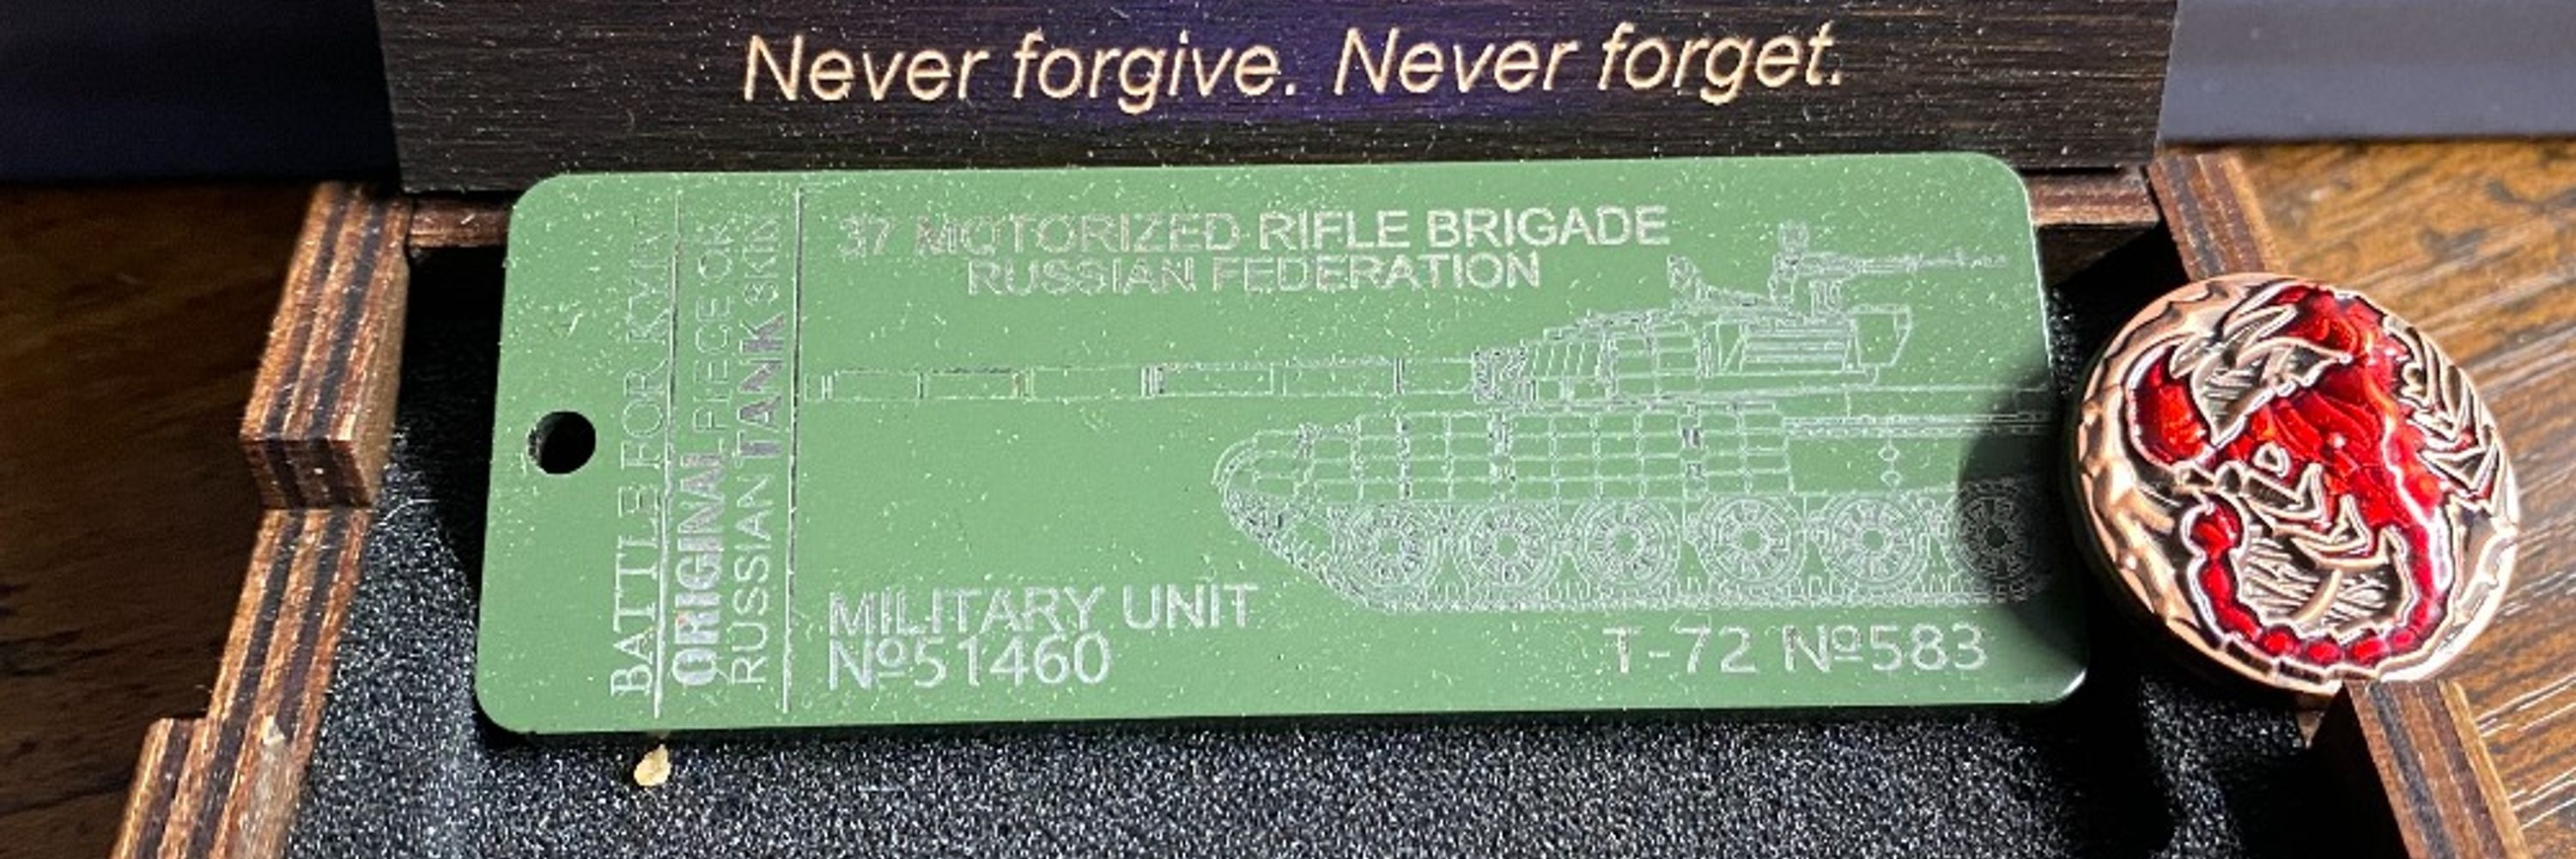 Never forgive. Never forget.
BATTLE FOR KYIV
ORIGINAL PIECE OF
RUSSIAN TANK SKIN
37 MOTORIZED RIFLE BRIGADE
RUSSIAN FEDERATION
MILITARY UNIT
№51460
T-72 №583